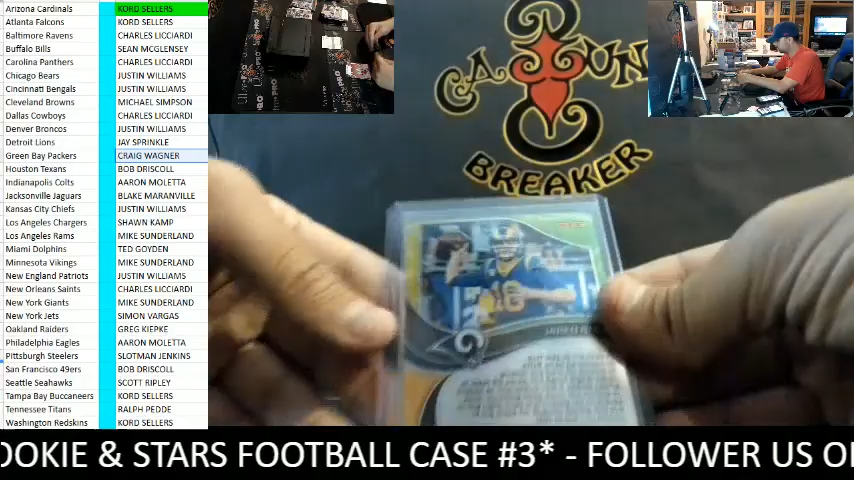 Arizona Cardinals KORD SELLERS
Atlanta Falcons KORD SELLERS
Baltimore Ravens CHARLES LICCIARDI
Buffalo Bills SEAN MCGLENSEY
Carolina Panthers CHARLES LICCIARDI
Chicago Bears JUSTIN WILLIAMS
Cincinnati Bengals JUSTIN WILLIAMS
Cleveland Browns MICHAEL SIMPSON
Dallas Cowboys CHARLES LICCIARDI
Denver Broncos JUSTIN WILLIAMS
Detroit Lions JAY SPRINKLE
Green Bay Packers CRAIG WAGNER
Houston Texans BOB DRISCOLL
Indianapolis Colts AARON MOLETTA
Jacksonville Jaguars BLAKE MARANVILLE
Kansas City Chiefs JUSTIN WILLIAMS
Los Angeles Chargers SHAWN KAMP
Los Angeles Rams MIKE SUNDERLAND
Miami Dolphins TED GOYDEN
Minnesota Vikings MIKE SUNDERLAND
New England Patriots JUSTIN WILLIAMS
New Orleans Saints CHARLES LICCIARDI
New York Giants MIKE SUNDERLAND
New York Jets SIMON VARGAS
Oakland Raiders GREG KIEPKE
Philadelphia Eagles AARON MOLETTA
Pittsburgh Steelers SLOTMAN JENKINS
San Francisco 49ers BOB DRISCOLL
Seattle Seahawks SCOTT RIPLEY
Tampa Bay Buccaneers KORD SELLERS
Tennessee Titans RALPH PEDDE
Washington Redskins KORD SELLERS
CAJUN
BREAKER
OOKIE & STARS FOOTBALL CASE #3* - FOLLOWER US O